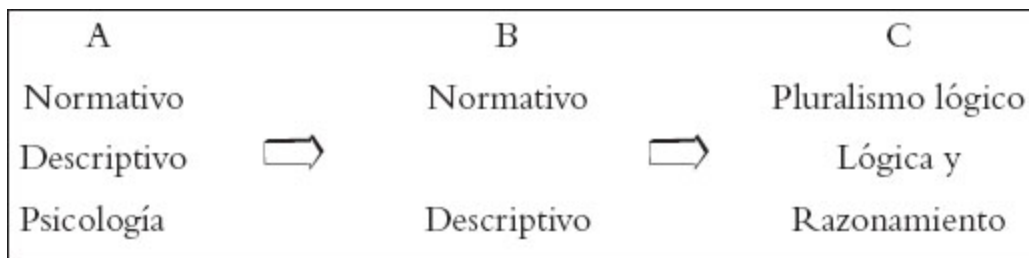 A B C
Normativo Normativo Pluralismo lógico
Descriptivo Lógica y
Psicología Descriptivo Razonamiento